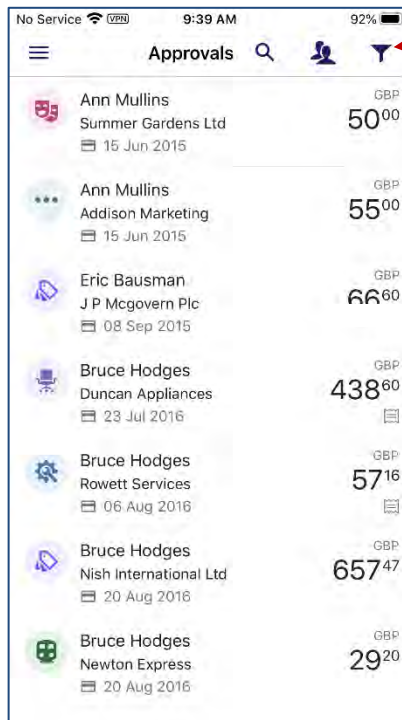 No Service VPN 9:39 AM 92%
Approvals
Ann Mullins GBP
Summer Gardens Ltd 50⁰⁰
15 Jun 2015
Ann Mullins GBP
Addison Marketing 55⁰⁰
15 Jun 2015
Eric Bausman GBP
J P Mcgovern Plc 66⁶⁰
08 Sep 2015
Bruce Hodges GBP
Duncan Appliances 438⁶⁰
23 Jul 2016
Bruce Hodges GBP
Rowett Services 57¹⁶
06 Aug 2016
Bruce Hodges GBP
Nish International Ltd 657⁴⁷
20 Aug 2016
Bruce Hodges GBP
Newton Express 29²⁰
20 Aug 2016